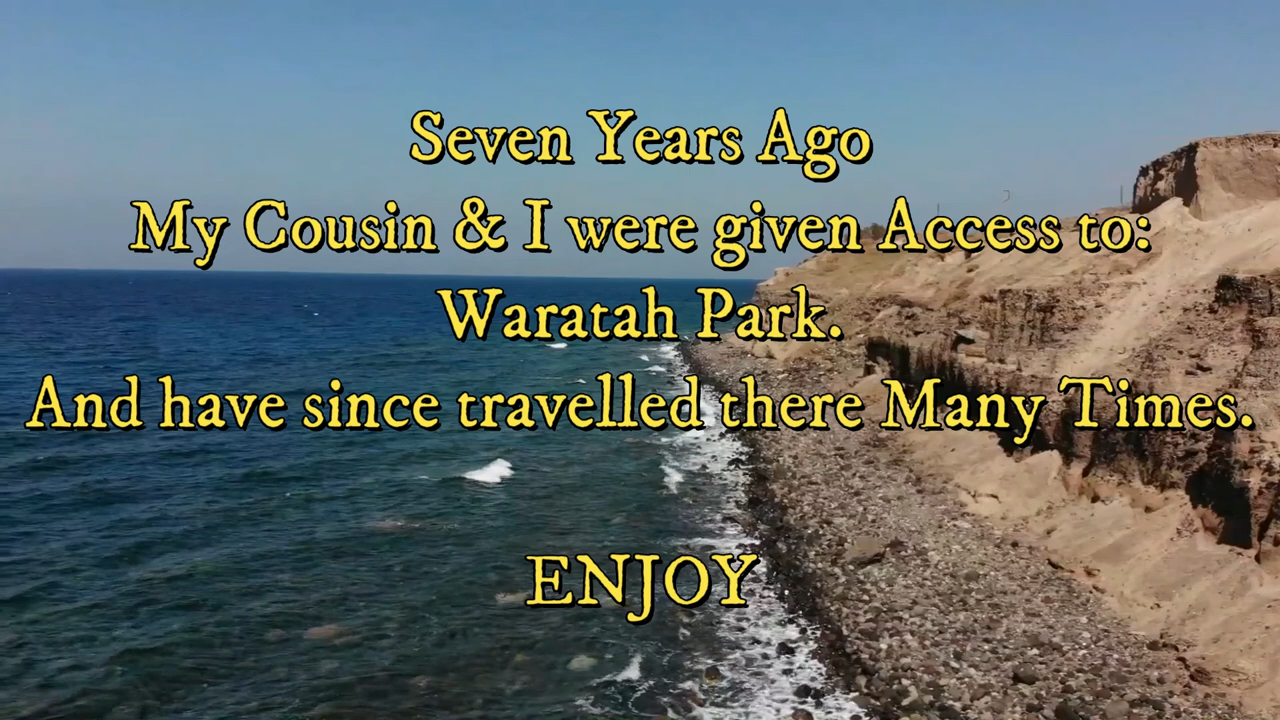 Seven Years Ago
My Cousin & I were given Access to:
Waratah Park.
And have since travelled there Many Times.
ENJOY